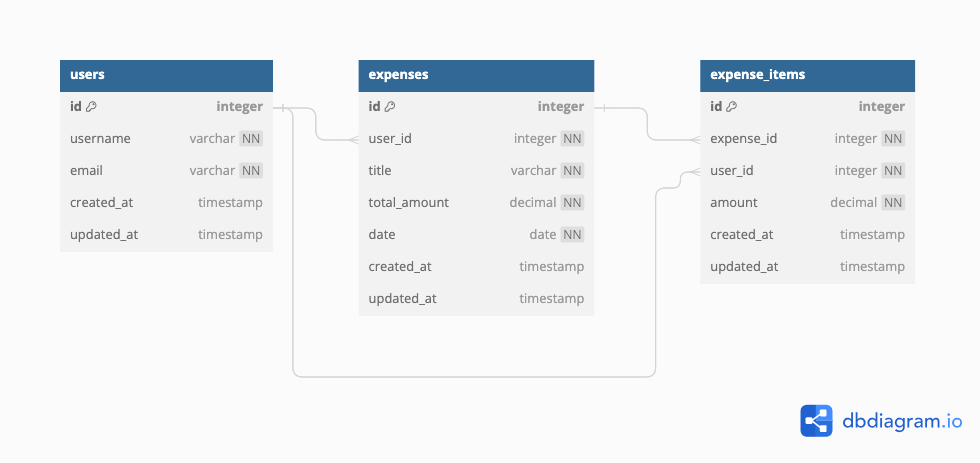 users
id integer
username varchar NN
email varchar NN
created_at timestamp
updated_at timestamp
expenses
id integer
user_id integer NN
title varchar NN
total_amount decimal NN
date date NN
created_at timestamp
updated_at timestamp
expense_items
id integer
expense_id integer NN
user_id integer NN
amount decimal NN
created_at timestamp
updated_at timestamp
dbdiagram.io